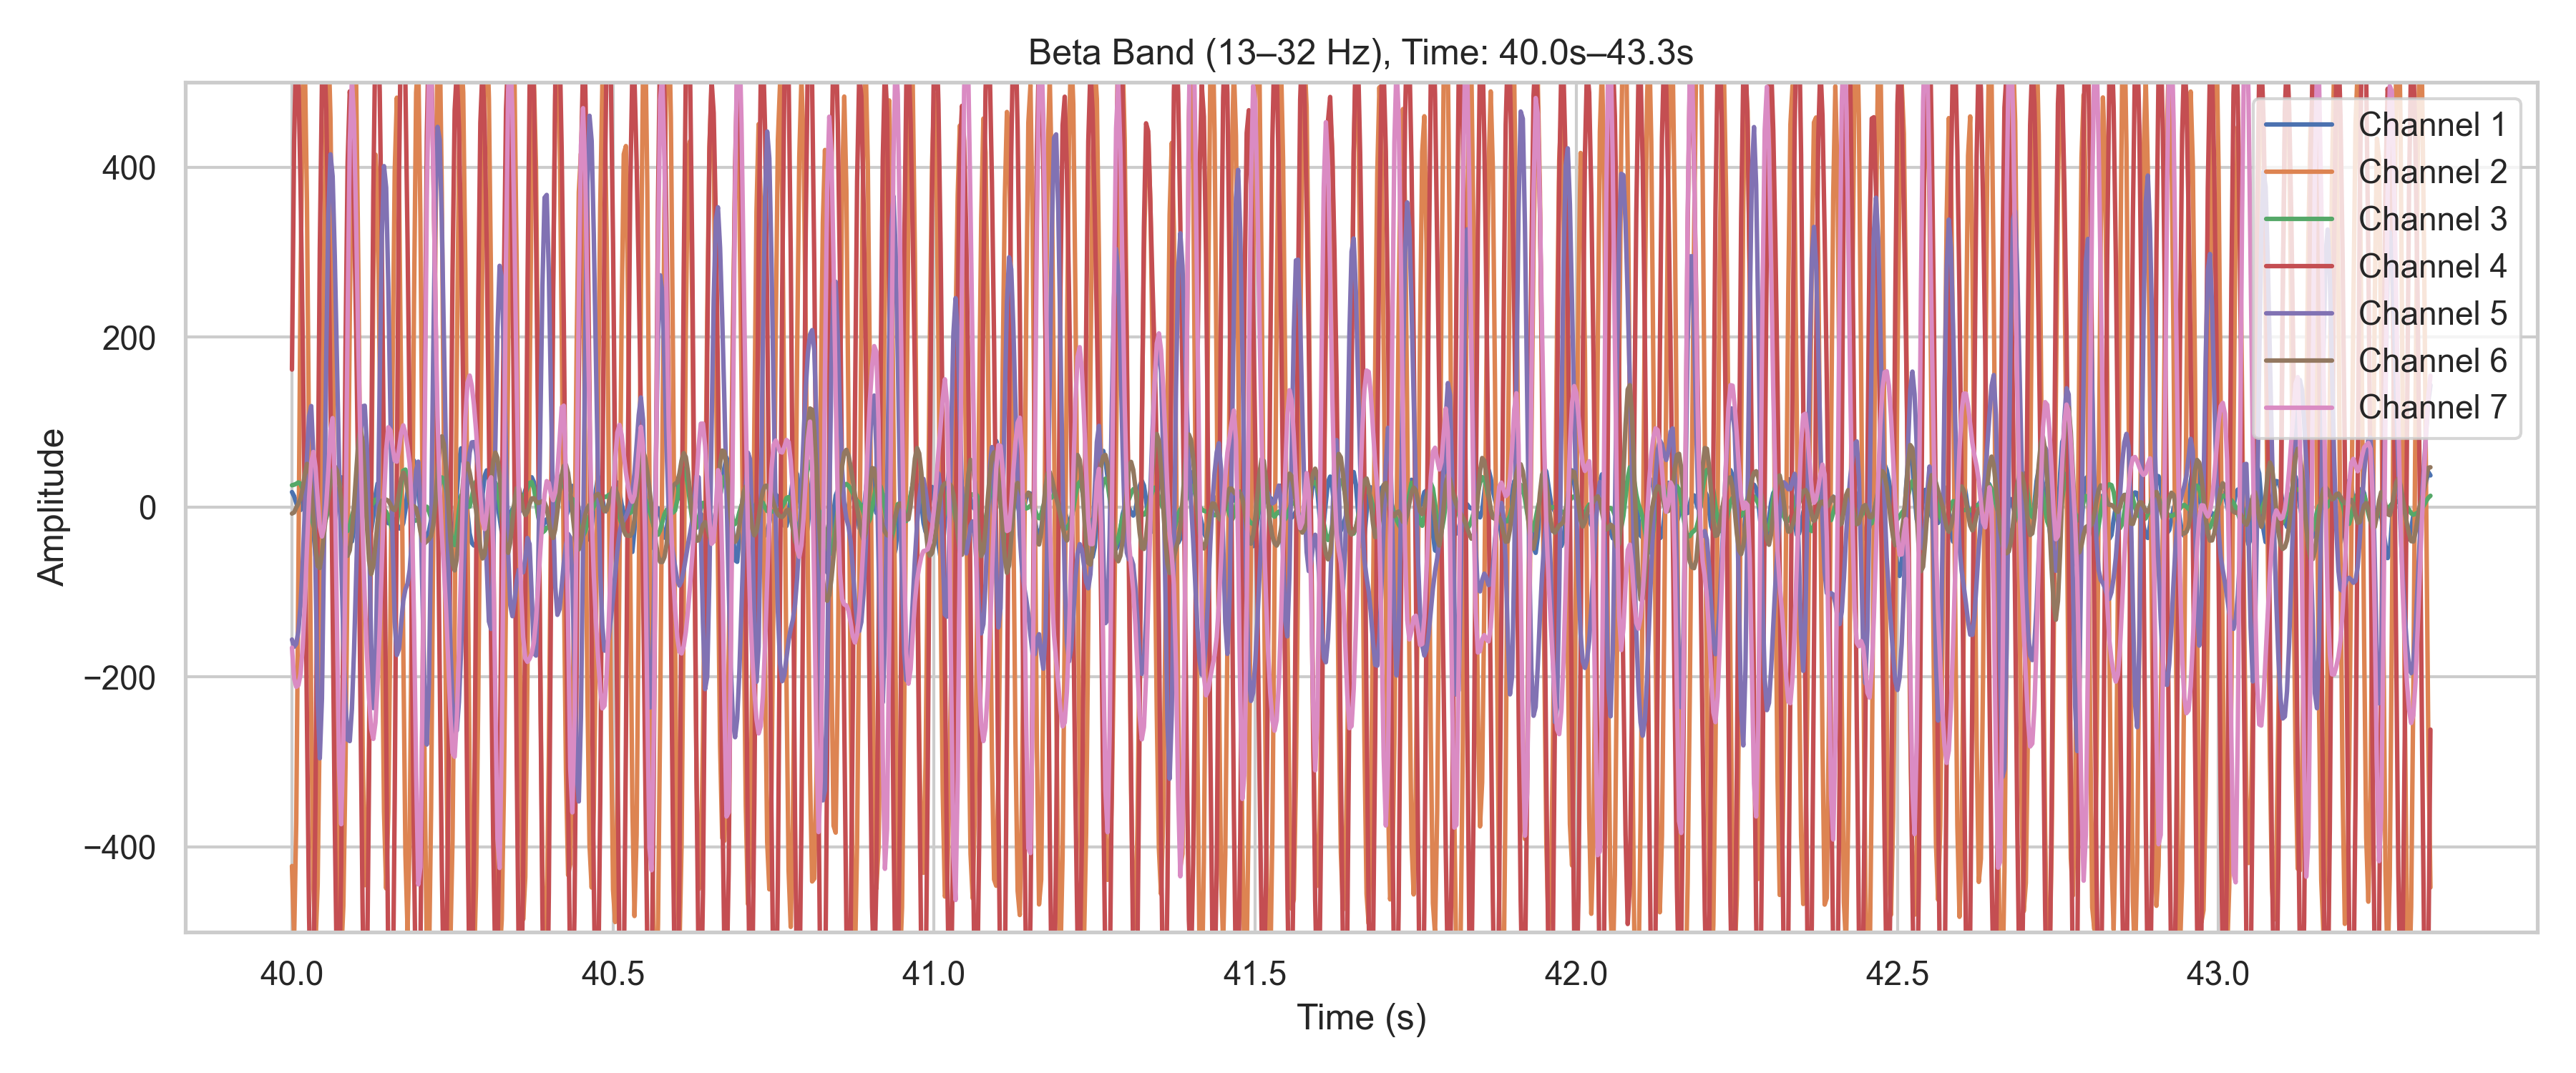 Beta Band (13–32 Hz), Time: 40.0s–43.3s
Amplitude
400
200
0
−200
−400
40.0 40.5 41.0 41.5 42.0 42.5 43.0
Time (s)
Channel 1
Channel 2
Channel 3
Channel 4
Channel 5
Channel 6
Channel 7